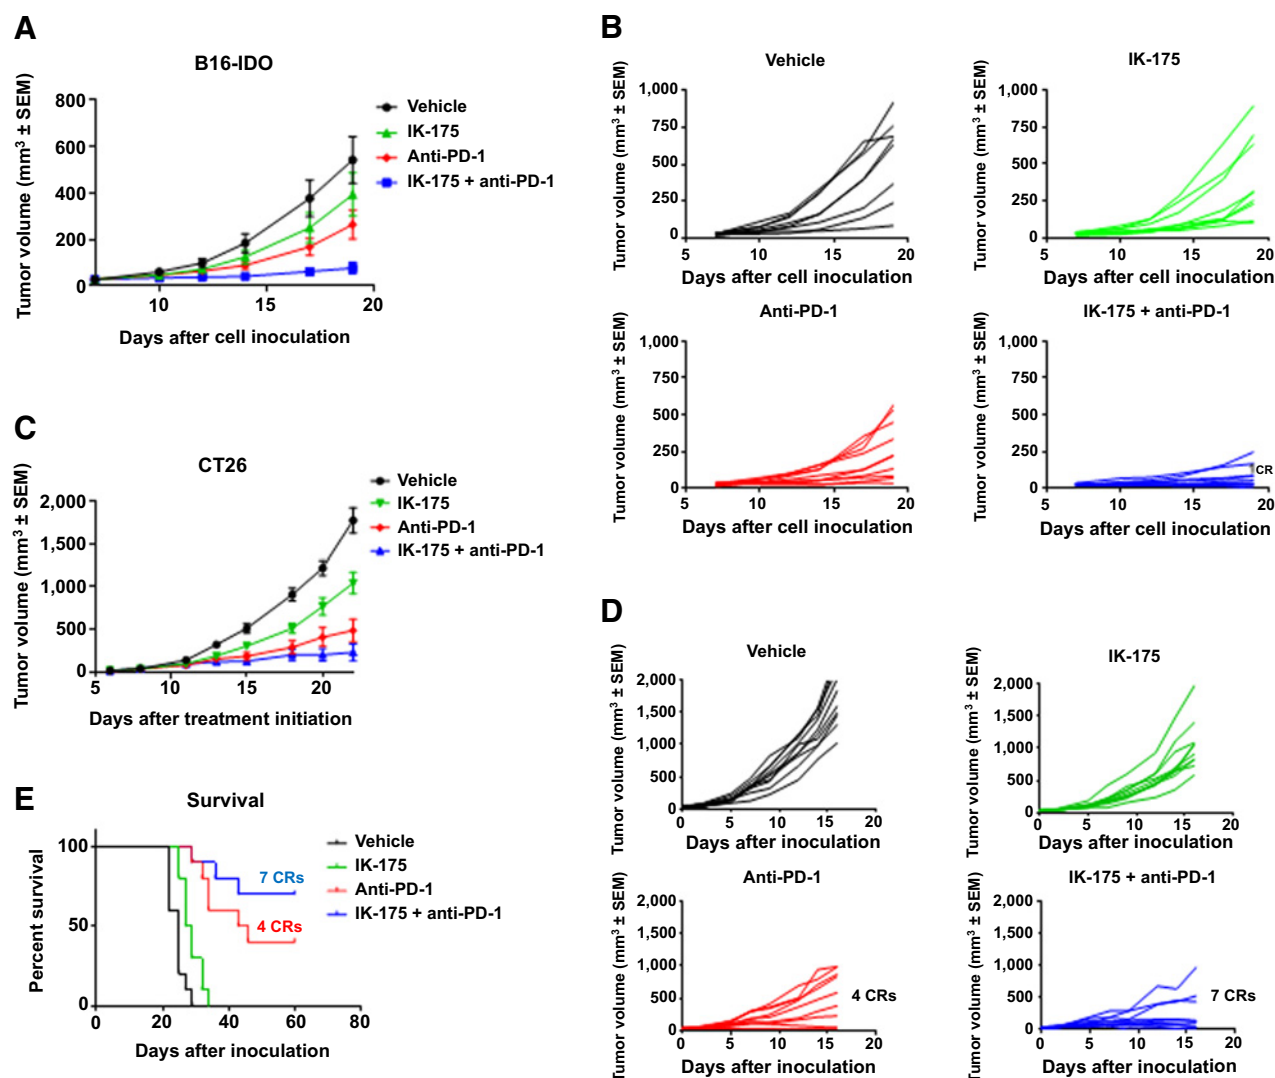 A
B16-IDO
Tumor volume (mm³ ± SEM)
800
600
400
200
0
10
15
20
Days after cell inoculation
Vehicle
IK-175
Anti-PD-1
IK-175 + anti-PD-1
B
Vehicle
Tumor volume (mm³ ± SEM)
1,000
750
500
250
0
5
10
15
20
Days after cell inoculation
IK-175
Tumor volume (mm³ ± SEM)
1,000
750
500
250
0
5
10
15
20
Days after cell inoculation
Anti-PD-1
Tumor volume (mm³ ± SEM)
1,000
750
500
250
0
5
10
15
20
Days after cell inoculation
IK-175 + anti-PD-1
Tumor volume (mm³ ± SEM)
1,000
750
500
250
0
CR
5
10
15
20
Days after cell inoculation
C
CT26
Tumor volume (mm³ ± SEM)
2,000
1,500
1,000
500
0
5
10
15
20
Days after treatment initiation
Vehicle
IK-175
Anti-PD-1
IK-175 + anti-PD-1
D
Vehicle
Tumor volume (mm³ ± SEM)
2,000
1,500
1,000
500
0
0
5
10
15
20
Days after inoculation
IK-175
Tumor volume (mm³ ± SEM)
2,000
1,500
1,000
500
0
0
5
10
15
20
Days after inoculation
Anti-PD-1
Tumor volume (mm³ ± SEM)
2,000
1,500
1,000
500
0
4 CRs
0
5
10
15
20
Days after inoculation
IK-175 + anti-PD-1
Tumor volume (mm³ ± SEM)
2,000
1,500
1,000
500
0
7 CRs
0
5
10
15
20
Days after inoculation
E
Survival
Percent survival
100
50
0
7 CRs
4 CRs
0
20
40
60
80
Days after inoculation
Vehicle
IK-175
Anti-PD-1
IK-175 + anti-PD-1